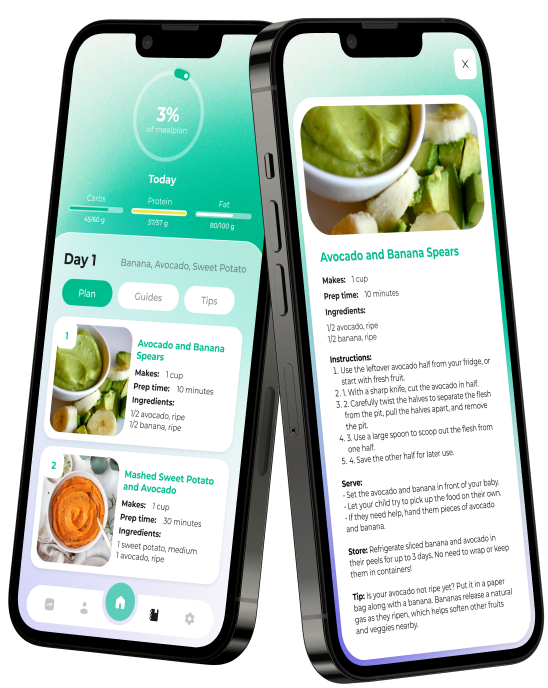 3%
of mealplan
Today
Carbs
Protein
Fat
45/60 g
57/57 g
80/100 g
Day 1
Banana, Avocado, Sweet Potato
Plan
Guides
Tips
1
Avocado and Banana
Spears
Makes: 1 cup
Prep time: 10 minutes
Ingredients:
1/2 avocado, ripe
1/2 banana, ripe
2
Mashed Sweet Potato
and Avocado
Makes: 1 cup
Prep time: 30 minutes
Ingredients:
1 sweet potato, medium
1 avocado, ripe
X
Avocado and Banana Spears
Makes: 1 cup
Prep time: 10 minutes
Ingredients:
1/2 avocado, ripe
1/2 banana, ripe
Instructions:
1. Use the leftover avocado half from your fridge, or
start with fresh fruit.
2. 1. With a sharp knife, cut the avocado in half.
3. 2. Carefully twist the halves to separate the flesh
from the pit, pull the halves apart, and remove
the pit.
4. 3. Use a large spoon to scoop out the flesh from
one half.
5. 4. Save the other half for later use.
Serve:
- Set the avocado and banana in front of your baby.
- Let your child try to pick up the food on their own.
- If they need help, hand them pieces of avocado
and banana.
Store: Refrigerate sliced banana and avocado in
their peels for up to 3 days. No need to wrap or keep
them in containers!
Tip: Is your avocado not ripe yet? Put it in a paper
bag along with a banana. Bananas release a natural
gas as they ripen, which helps soften other fruits
and veggies nearby.